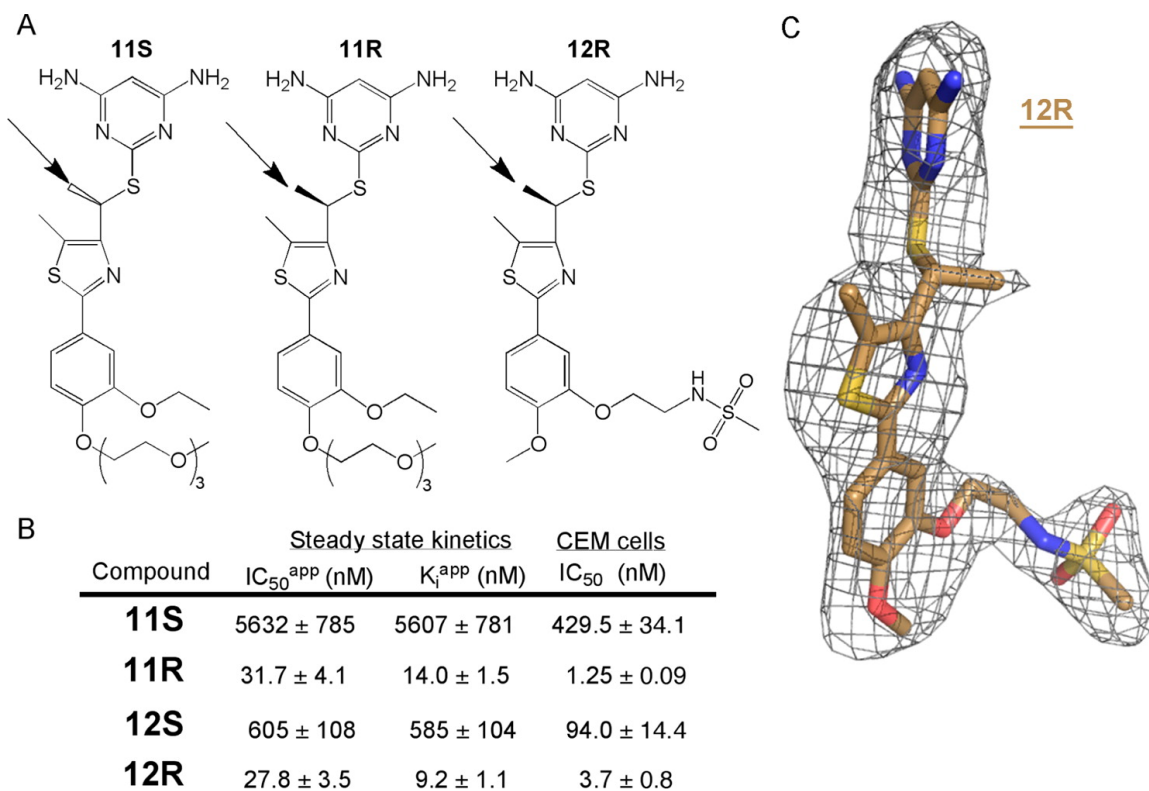 A
11S
11R
12R
C
12R
NH₂ NH₂
N N
S
S N
O
O ( O )₃
NH₂ NH₂
N N
S
S N
O
O ( O )₃
NH₂ NH₂
N N
S
S N
O H N S O O
O
B
Steady state kinetics CEM cells
Compound IC₅₀ᵃᵖᵖ (nM) Kᵢᵃᵖᵖ (nM) IC₅₀ (nM)
11S 5632 ± 785 5607 ± 781 429.5 ± 34.1
11R 31.7 ± 4.1 14.0 ± 1.5 1.25 ± 0.09
12S 605 ± 108 585 ± 104 94.0 ± 14.4
12R 27.8 ± 3.5 9.2 ± 1.1 3.7 ± 0.8